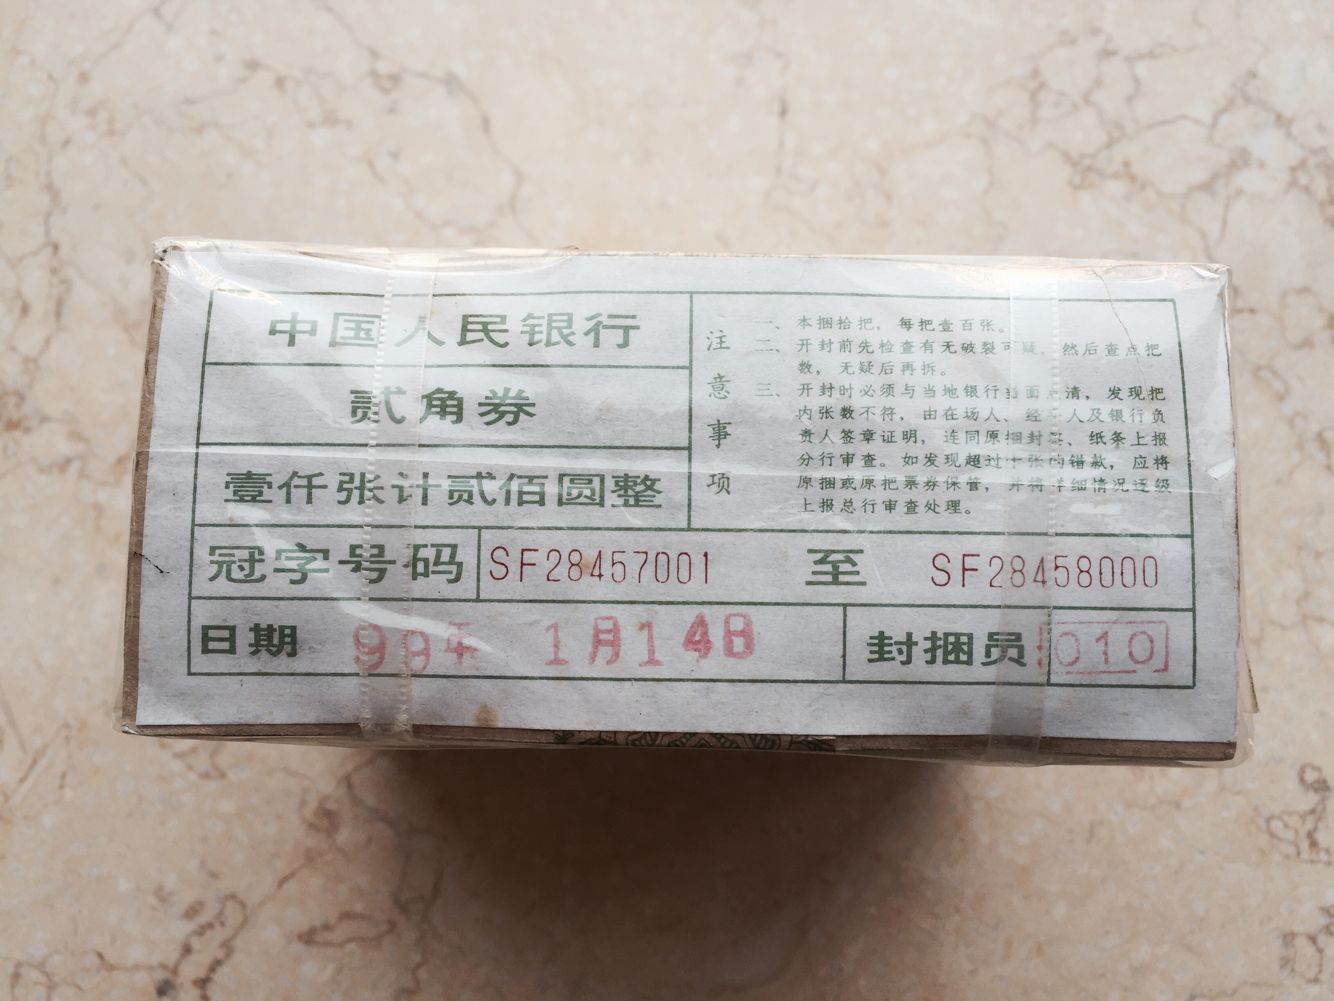 中国人民银行
贰角券
壹仟张计贰佰圆整
注意事项
一、本捆拾把，每把壹百张。
二、开封前先检查有无破裂可疑，然后查点把
数，无疑后再拆。
三、开封时必须与当地银行当面点清，发现把
内张数不符，由在场人、经手人及银行负
责人签章证明，连同原捆封签、纸条上报
分行审查。如发现超过十张的错款，应将
原捆或原把票券保管，并将详细情况逐级
上报总行审查处理。
冠字号码 SF28457001 至 SF28458000
日期 99年 1月14日 封捆员 010